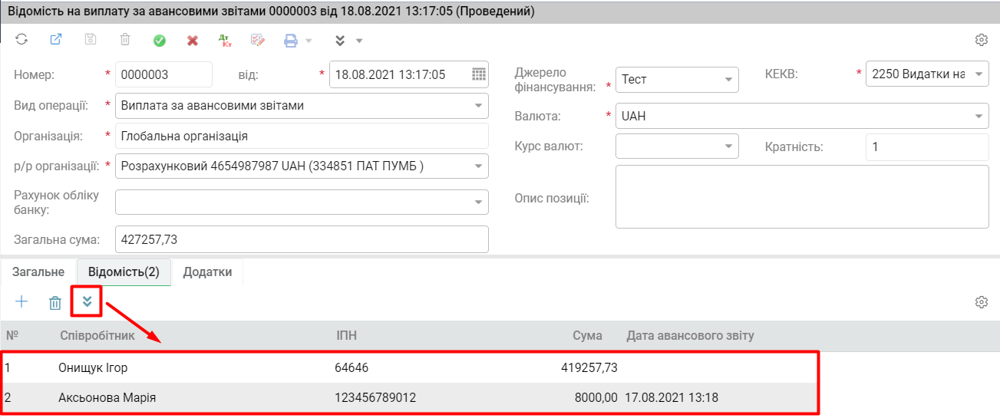 Відомість на виплату за авансовими звітами 0000003 від 18.08.2021 13:17:05 (Проведений)
Дт
Кт
Номер: * 0000003 від: * 18.08.2021 13:17:05
Джерело фінансування: * Тест КЕКВ: * 2250 Видатки на
Вид операції: * Виплата за авансовими звітами
Валюта: * UAH
Організація: * Глобальна організація
Курс валют: Кратність: 1
р/р організації: * Розрахунковий 4654987987 UAH (334851 ПАТ ПУМБ )
Опис позиції:
Рахунок обліку
банку:
Загальна сума: 427257,73
Загальне Відомість(2) Додатки
№ Співробітник ІПН Сума Дата авансового звіту
1 Онищук Ігор 64646 419257,73
2 Аксьонова Марія 123456789012 8000,00 17.08.2021 13:18